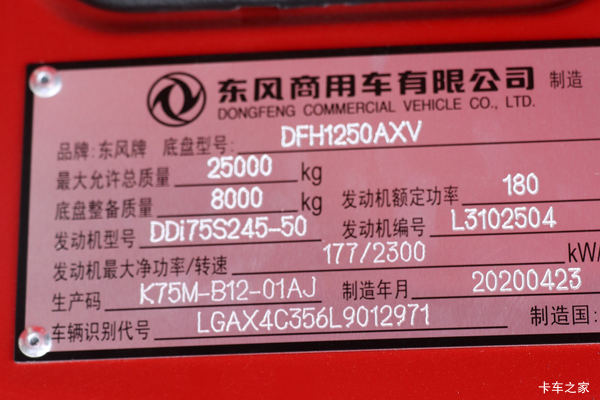 东风商用车有限公司 制造
DONGFENG COMMERCIAL VEHICLE CO., LTD.
品牌:东风牌 底盘型号: DFH1250AXV
最大允许总质量 25000 kg
底盘整备质量 8000 kg 发动机额定功率 180
发动机型号 DDi75S245-50 发动机编号 L3102504
发动机最大净功率/转速 177/2300 kW/
生产码 K75M-B12-01AJ 制造年月 20200423
车辆识别代号 LGAX4C356L9012971 制造国:
卡车之家